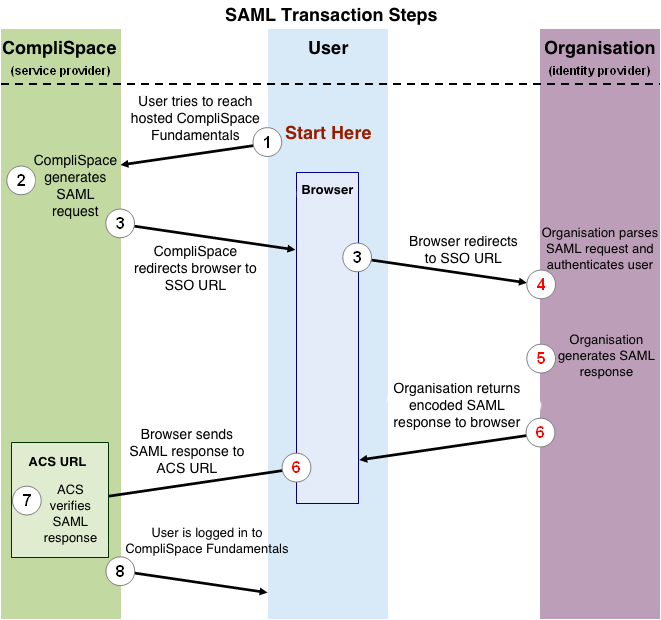 SAML Transaction Steps
CompliSpace
(service provider)
User
Organisation
(identity provider)
User tries to reach
hosted CompliSpace
Fundamentals
1
Start Here
2
CompliSpace
generates
SAML
request
Browser
3
CompliSpace
redirects browser to
SSO URL
3
Browser redirects
to SSO URL
Organisation parses
SAML request and
authenticates user
4
5
Organisation
generates SAML
response
Organisation returns
encoded SAML
response to browser
6
Browser sends
SAML response to
ACS URL
6
ACS URL
7
ACS
verifies
SAML
response
User is logged in to
CompliSpace Fundamentals
8